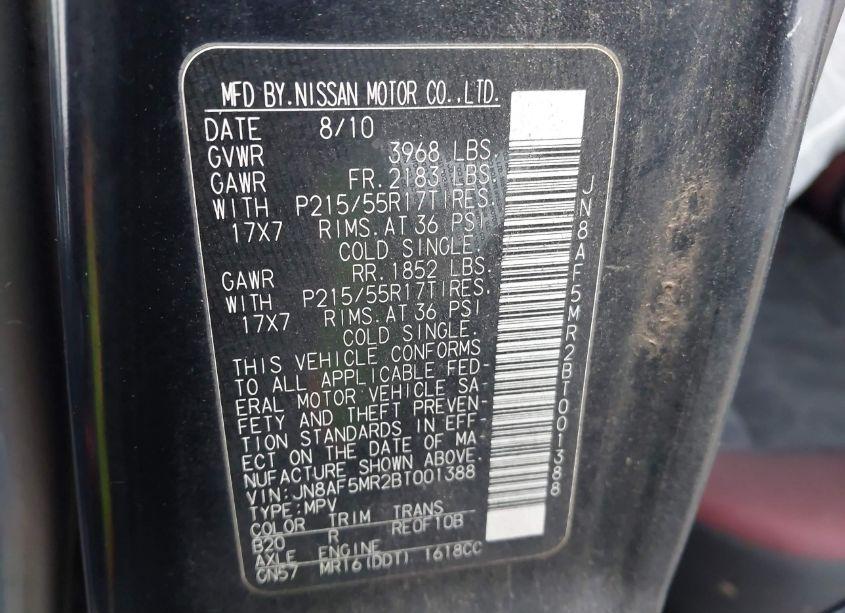 MFD BY.NISSAN MOTOR CO.,LTD.
DATE 8/10
GVWR 3968 LBS
GAWR FR.2183 LBS.
WITH P215/55R17TIRES.
17X7 RIMS.AT 36 PSI
COLD SINGLE.
GAWR RR.1852 LBS.
WITH P215/55R17TIRES.
17X7 RIMS.AT 36 PSI
COLD SINGLE.
THIS VEHICLE CONFORMS
TO ALL APPLICABLE FED-
ERAL MOTOR VEHICLE SA-
FETY AND THEFT PREVEN-
TION STANDARDS IN EFF-
ECT ON THE DATE OF MA-
NUFACTURE SHOWN ABOVE.
VIN:JN8AF5MR2BT001388
TYPE:MPV
COLOR TRIM TRANS
B20 R RE0F10B
AXLE ENGINE
GN57 MR16(DDT) 1618CC
JN8AF5MR2BT001388